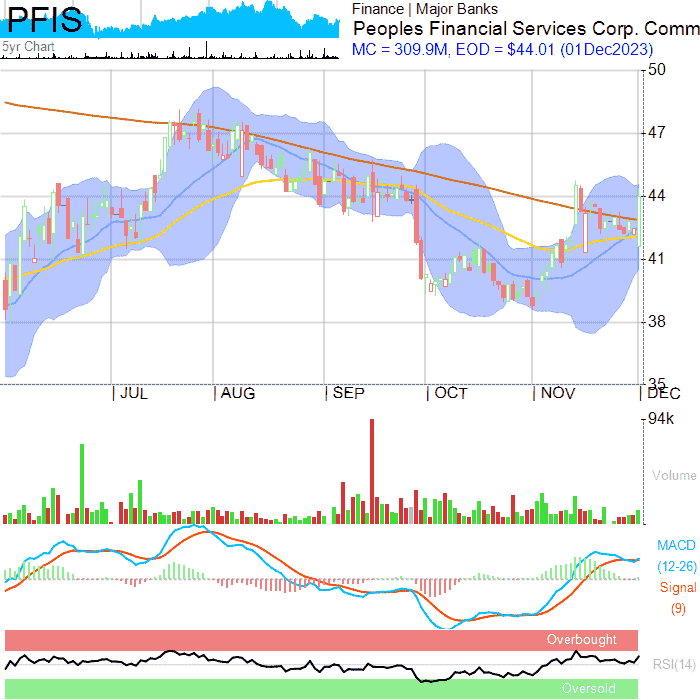 PFIS
5yr Chart
Finance | Major Banks
Peoples Financial Services Corp. Comm
MC = 309.9M, EOD = $44.01 (01Dec2023)
50
47
44
41
38
35
JUL AUG SEP OCT NOV DEC
94k
Volume
MACD
(12-26)
Signal
(9)
Overbought
RSI(14)
Oversold